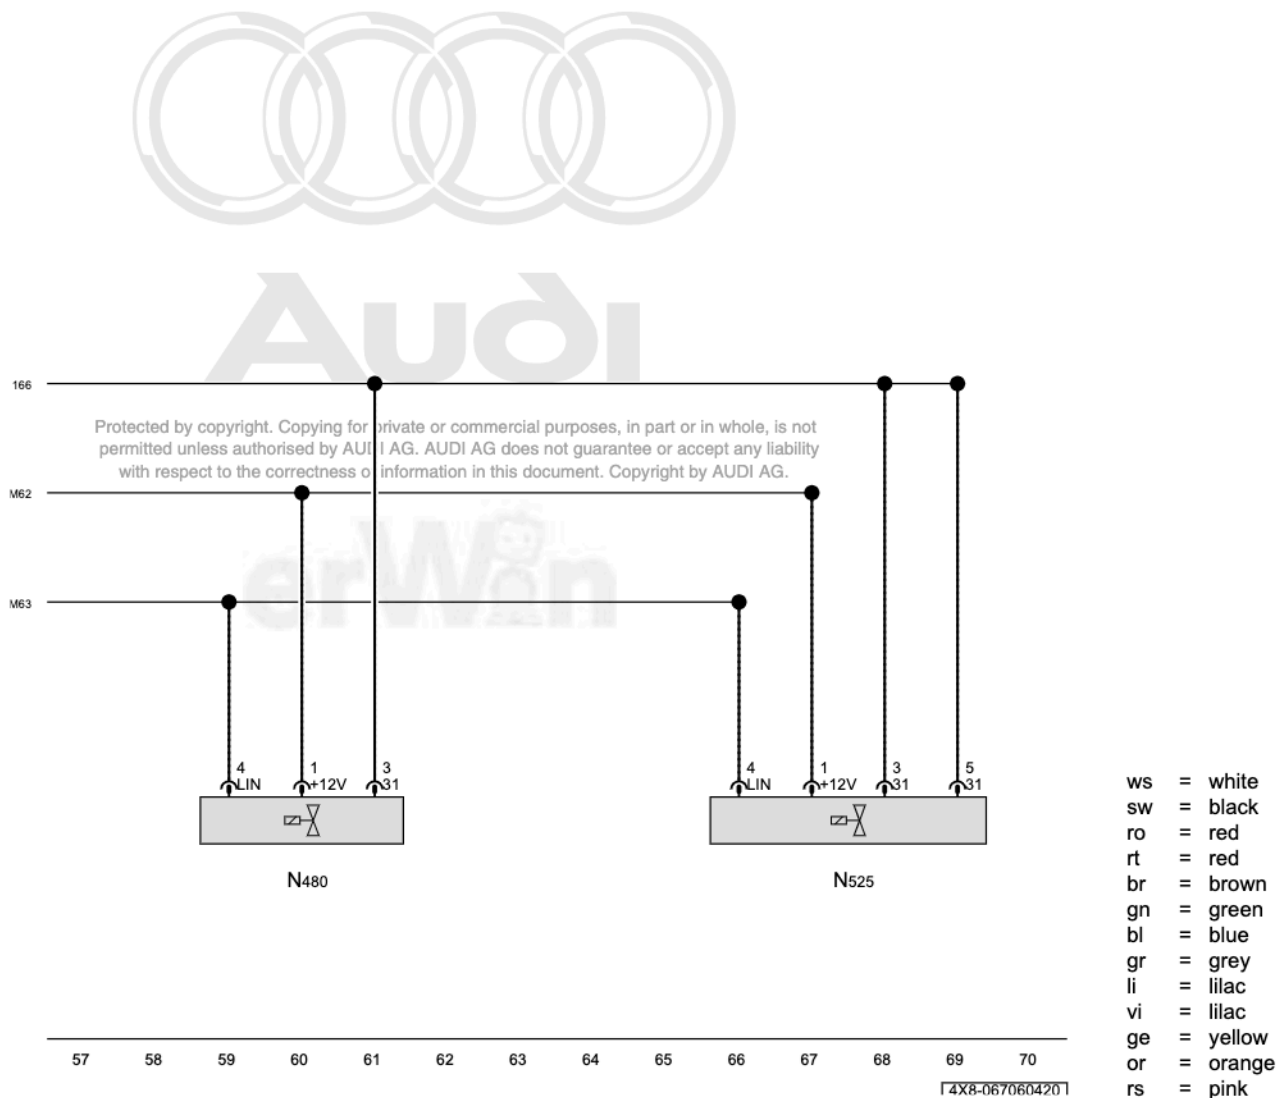 Audi
166
Protected by copyright. Copying for private or commercial purposes, in part or in whole, is not
permitted unless authorised by AUDI AG. AUDI AG does not guarantee or accept any liability
with respect to the correctness of information in this document. Copyright by AUDI AG.
M62
erWin
M63
4 1 3 4 1 3 5
LIN +12V 31 LIN +12V 31 31
N480 N525
ws = white
sw = black
ro = red
rt = red
br = brown
gn = green
bl = blue
gr = grey
li = lilac
vi = lilac
ge = yellow
or = orange
rs = pink
57 58 59 60 61 62 63 64 65 66 67 68 69 70
4X8-067060420